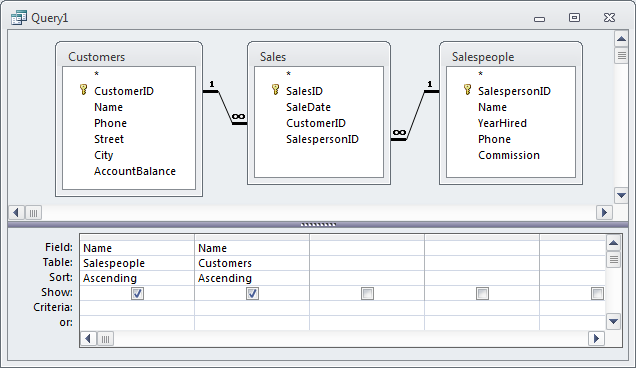 Query1
Customers
*
CustomerID
Name
Phone
Street
City
AccountBalance
1
∞
Sales
*
SalesID
SaleDate
CustomerID
SalespersonID
∞
1
Salespeople
*
SalespersonID
Name
YearHired
Phone
Commission
Field: Name Name
Table: Salespeople Customers
Sort: Ascending Ascending
Show:
Criteria:
or: